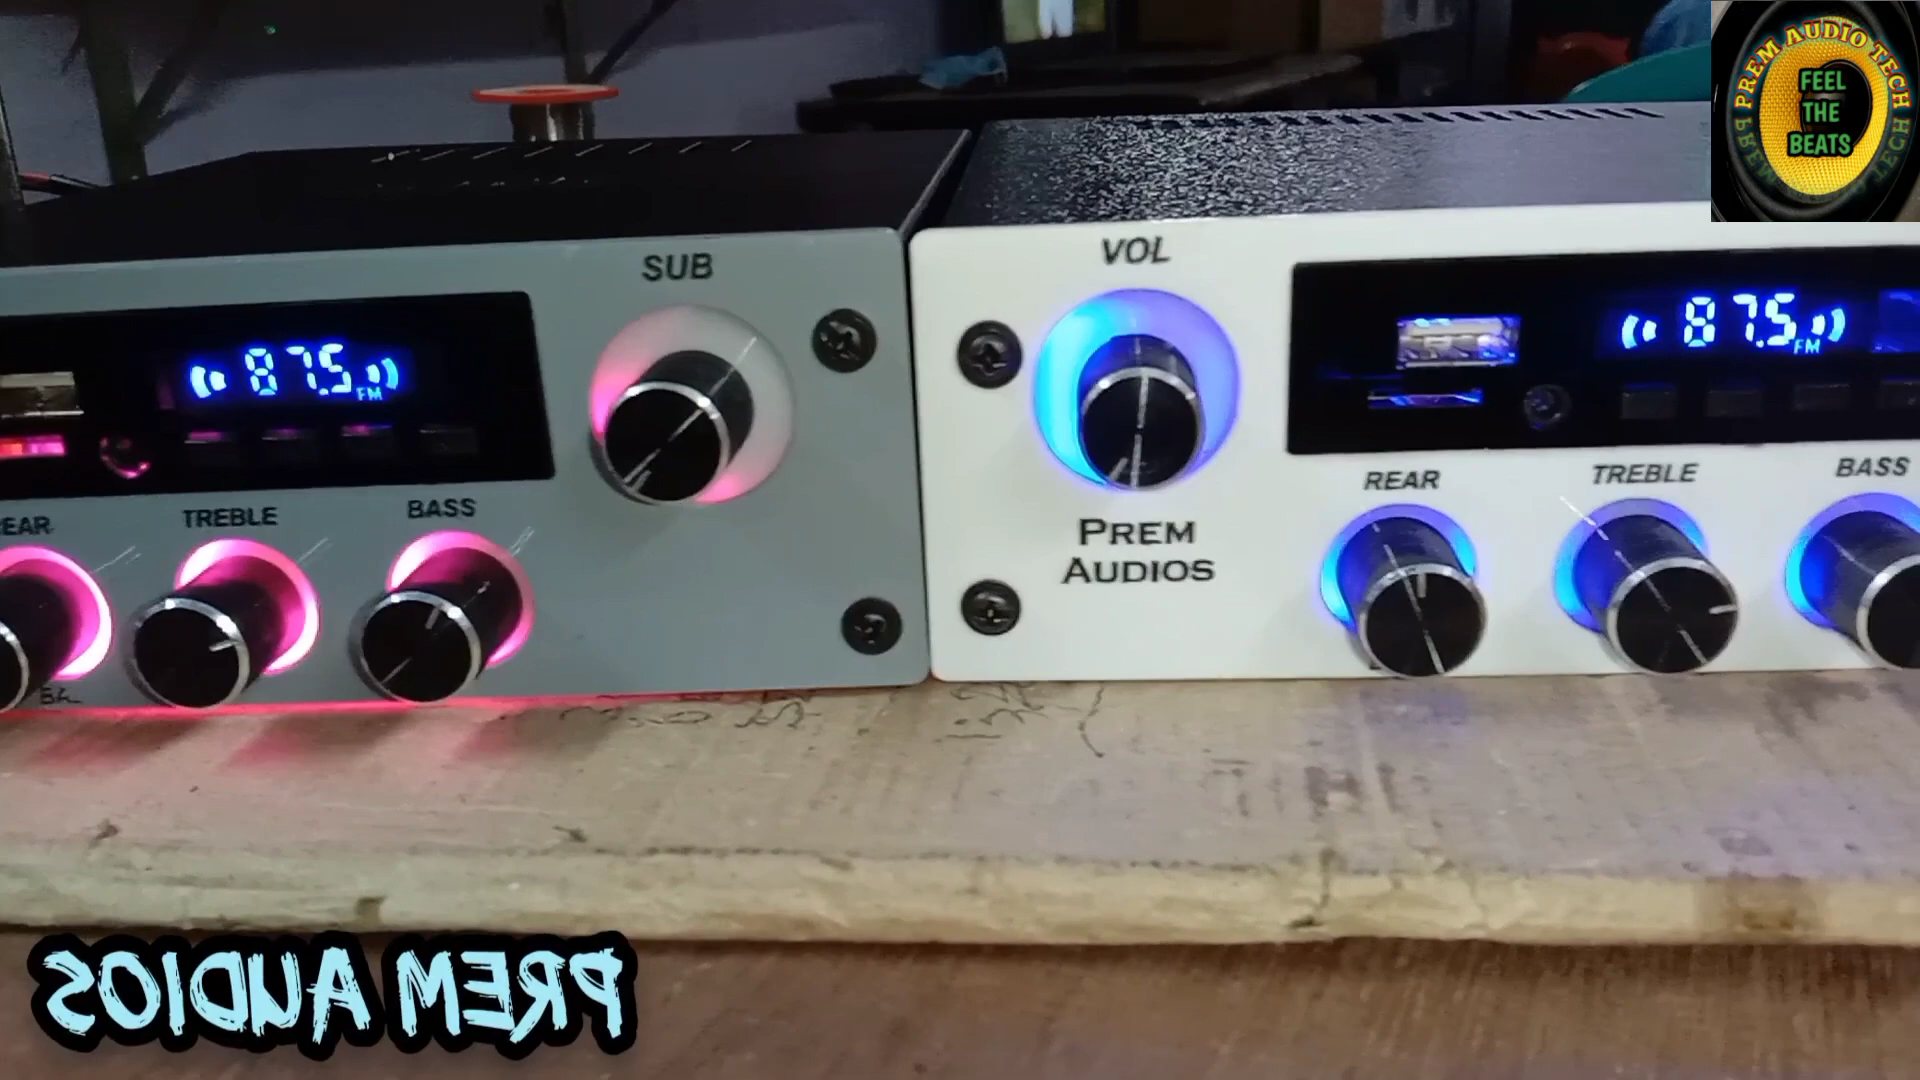 PREM AUDIO TECH
FEEL
THE
BEATS
SUB
87.5
FM
REAR
TREBLE
BASS
VOL
87.5
FM
REAR
TREBLE
BASS
PREM
AUDIOS
PREM AUDIOS